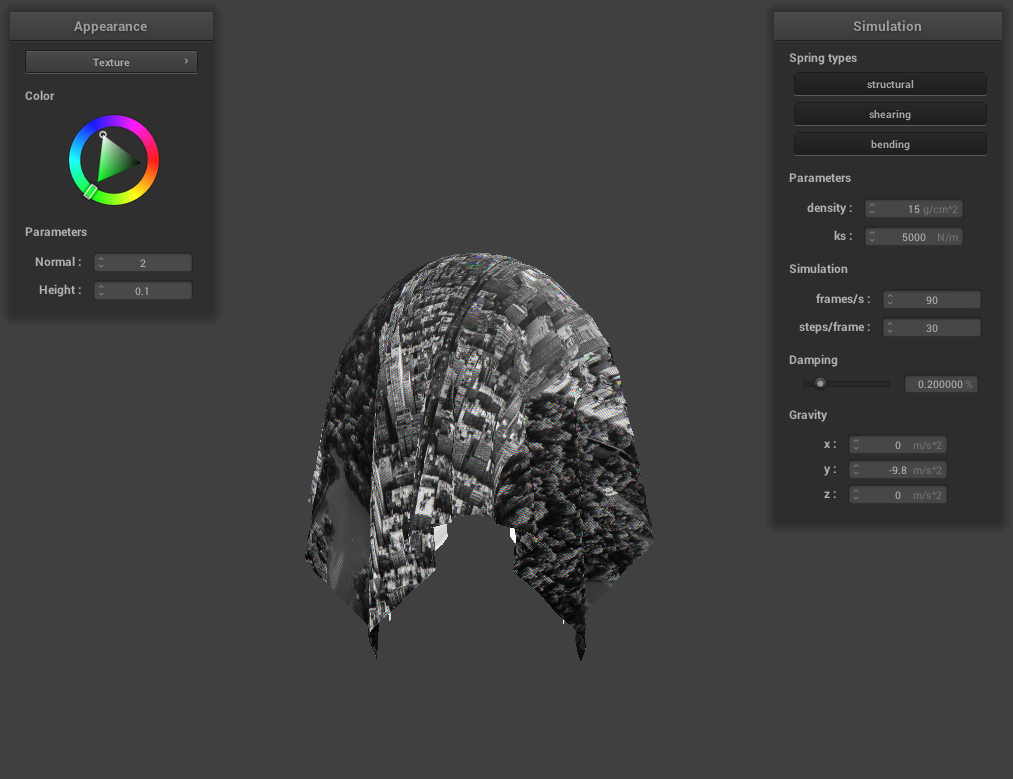 Appearance
Texture
Color
Parameters
Normal : 2
Height : 0.1
Simulation
Spring types
structural
shearing
bending
Parameters
density : 15 g/cm^2
ks : 5000 N/m
Simulation
frames/s : 90
steps/frame : 30
Damping
0.200000 %
Gravity
x : 0 m/s^2
y : -9.8 m/s^2
z : 0 m/s^2